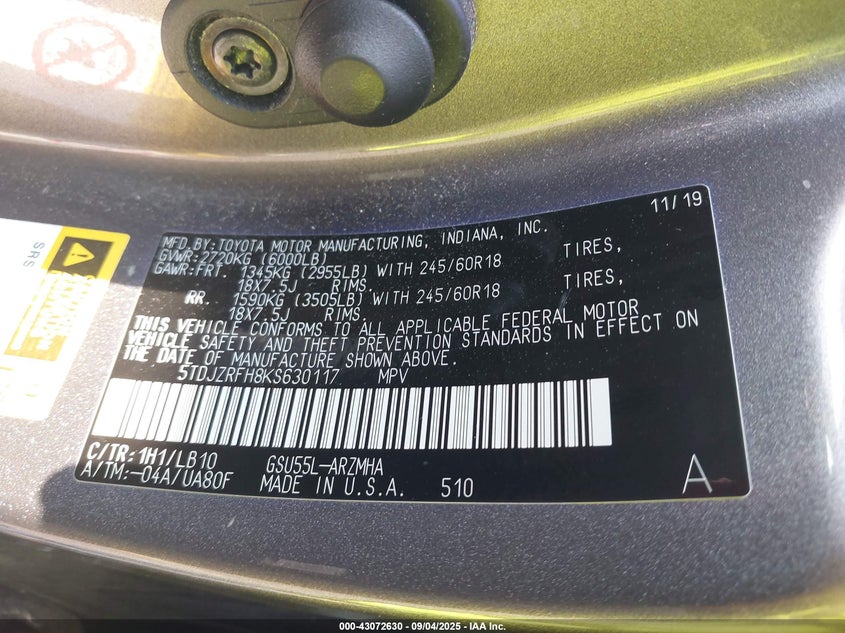 11/19
MFD.BY:TOYOTA MOTOR MANUFACTURING, INDIANA, INC.
GVWR:2720KG (6000LB)
GAWR:FRT. 1345KG (2955LB) WITH 245/60R18 TIRES,
18X7.5J RIMS.
RR. 1590KG (3505LB) WITH 245/60R18 TIRES,
18X7.5J RIMS.
THIS VEHICLE CONFORMS TO ALL APPLICABLE FEDERAL MOTOR
VEHICLE SAFETY AND THEFT PREVENTION STANDARDS IN EFFECT ON
THE DATE OF MANUFACTURE SHOWN ABOVE.
5TDJZRFH8KS630117 MPV
C/TR:1H1/LB10 GSU55L-ARZMHA
A/TM:-04A/UA80F MADE IN U.S.A. 510
A
SRS
000-43072630 - 09/04/2025 - IAA Inc.